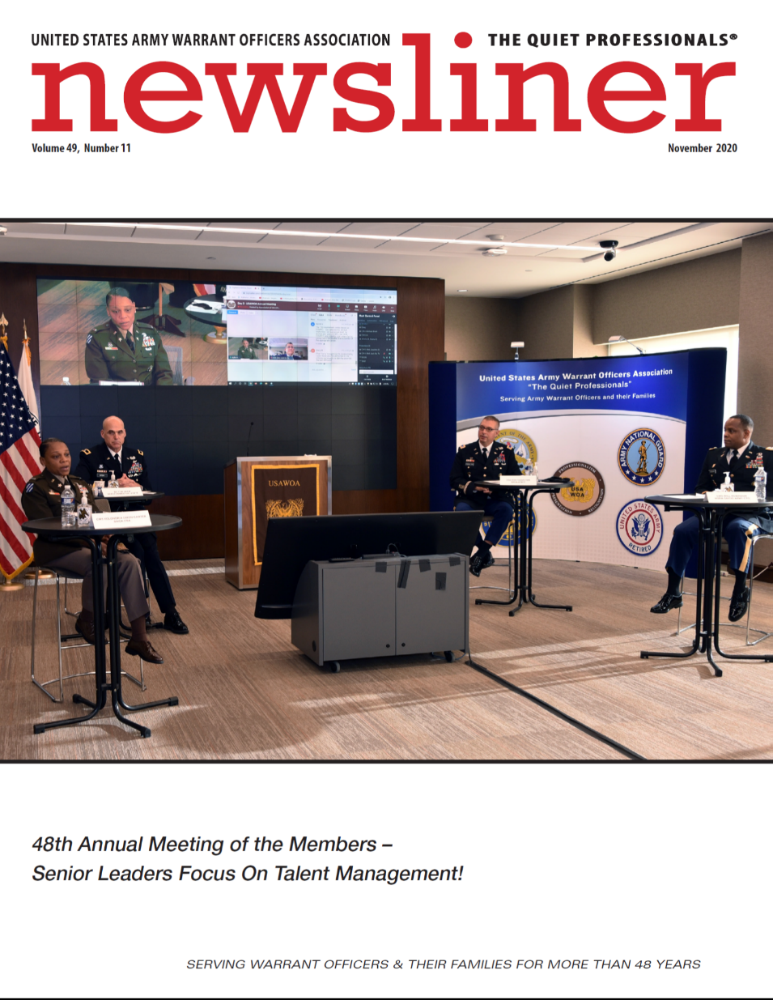 UNITED STATES ARMY WARRANT OFFICERS ASSOCIATION
THE QUIET PROFESSIONALS®
newsliner
Volume 49, Number 11
November 2020
United States Army Warrant Officers Association
"The Quiet Professionals"
Serving Army Warrant Officers and their Families
ARMY NATIONAL GUARD
USA
WOA
PROFESSIONALISM
UNITED STATES ARMY
RETIRED
USAWOA
48th Annual Meeting of the Members –
Senior Leaders Focus On Talent Management!
SERVING WARRANT OFFICERS & THEIR FAMILIES FOR MORE THAN 48 YEARS